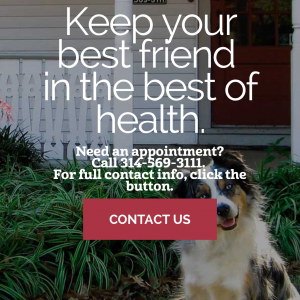 Keep your
best friend
in the best of
health.
Need an appointment?
Call 314-569-3111.
For full contact info, click the
button.
CONTACT US